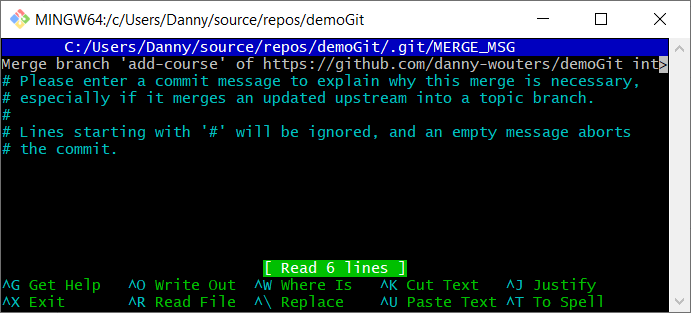 MINGW64:/c/Users/Danny/source/repos/demoGit
C:/Users/Danny/source/repos/demoGit/.git/MERGE_MSG
Merge branch 'add-course' of https://github.com/danny-wouters/demoGit int>
# Please enter a commit message to explain why this merge is necessary,
# especially if it merges an updated upstream into a topic branch.
#
# Lines starting with '#' will be ignored, and an empty message aborts
# the commit.
[ Read 6 lines ]
^G Get Help ^O Write Out ^W Where Is ^K Cut Text ^J Justify
^X Exit ^R Read File ^\ Replace ^U Paste Text ^T To Spell